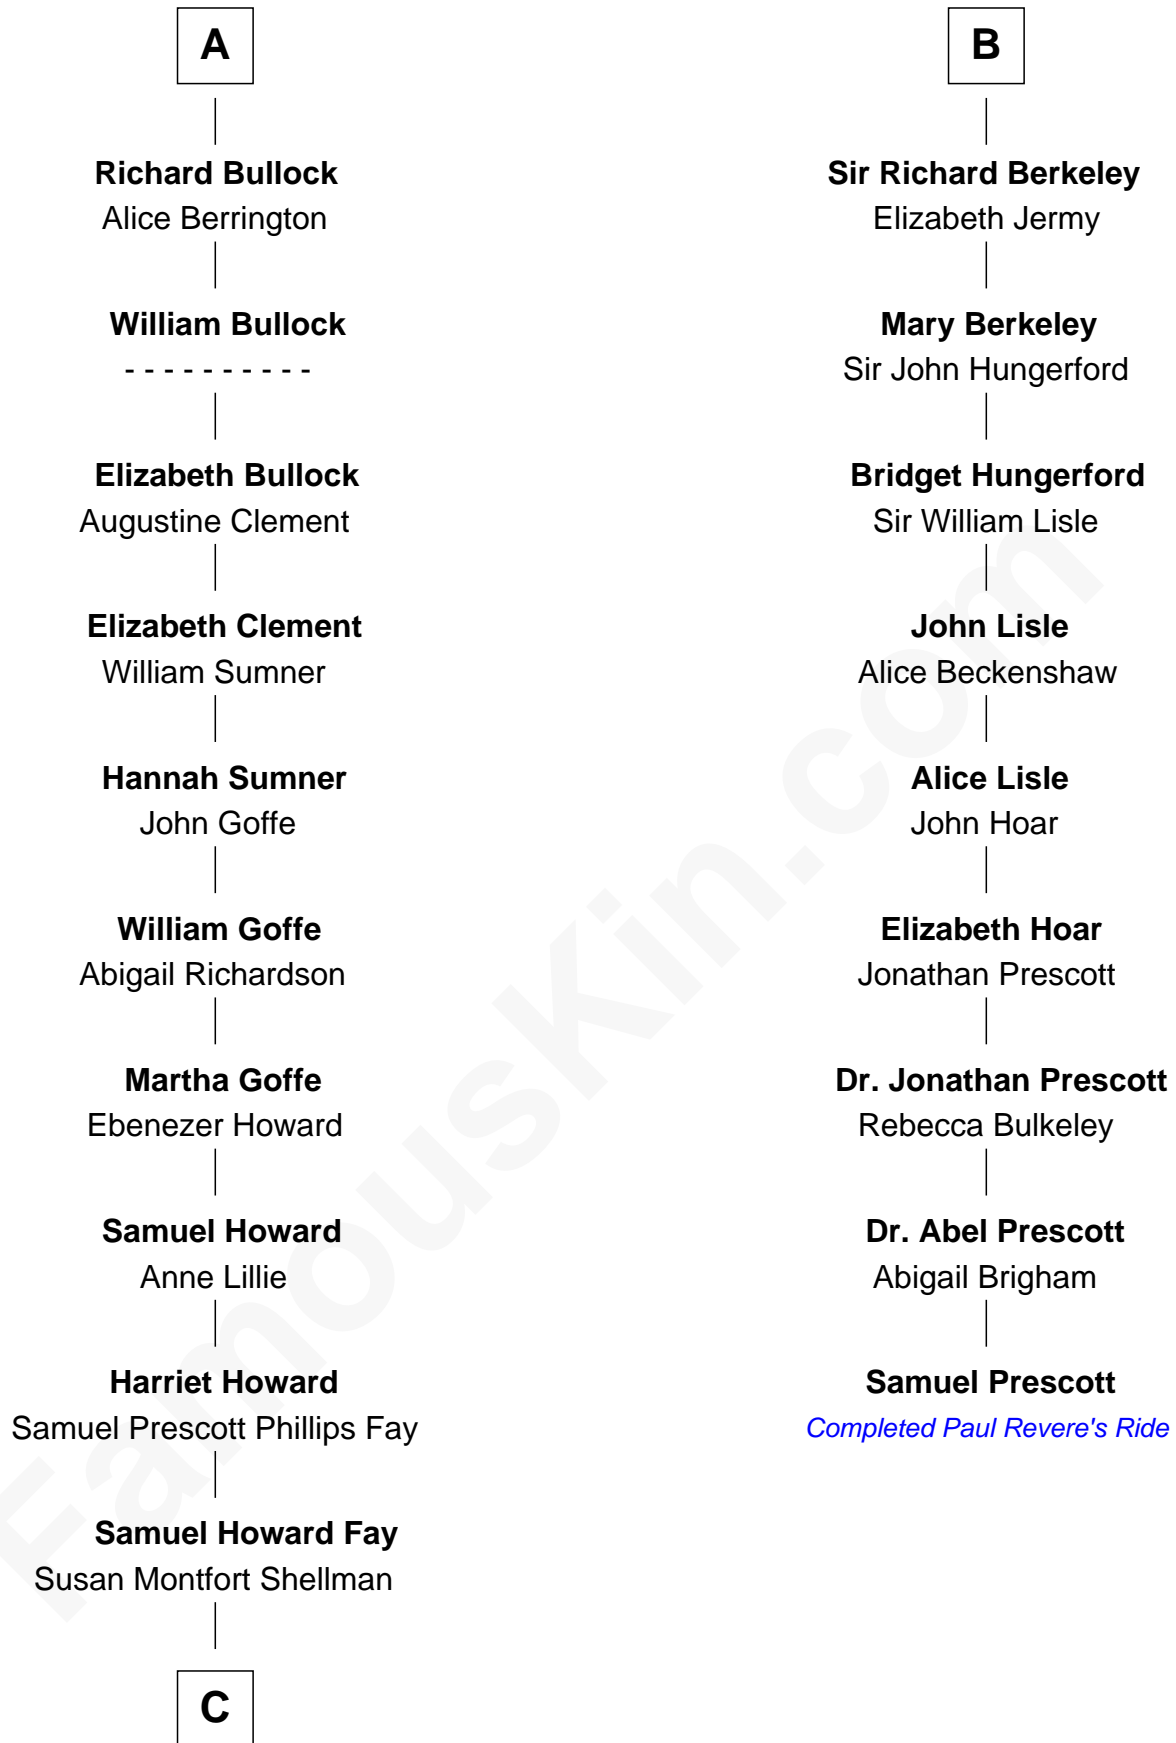 A
Richard Bullock
Alice Berrington
William Bullock
- - - - - - - - - -
Elizabeth Bullock
Augustine Clement
Elizabeth Clement
William Sumner
Hannah Sumner
John Goffe
William Goffe
Abigail Richardson
Martha Goffe
Ebenezer Howard
Samuel Howard
Anne Lillie
Harriet Howard
Samuel Prescott Phillips Fay
Samuel Howard Fay
Susan Montfort Shellman
C
B
Sir Richard Berkeley
Elizabeth Jermy
Mary Berkeley
Sir John Hungerford
Bridget Hungerford
Sir William Lisle
John Lisle
Alice Beckenshaw
Alice Lisle
John Hoar
Elizabeth Hoar
Jonathan Prescott
Dr. Jonathan Prescott
Rebecca Bulkeley
Dr. Abel Prescott
Abigail Brigham
Samuel Prescott
Completed Paul Revere's Ride
FamousKin.com